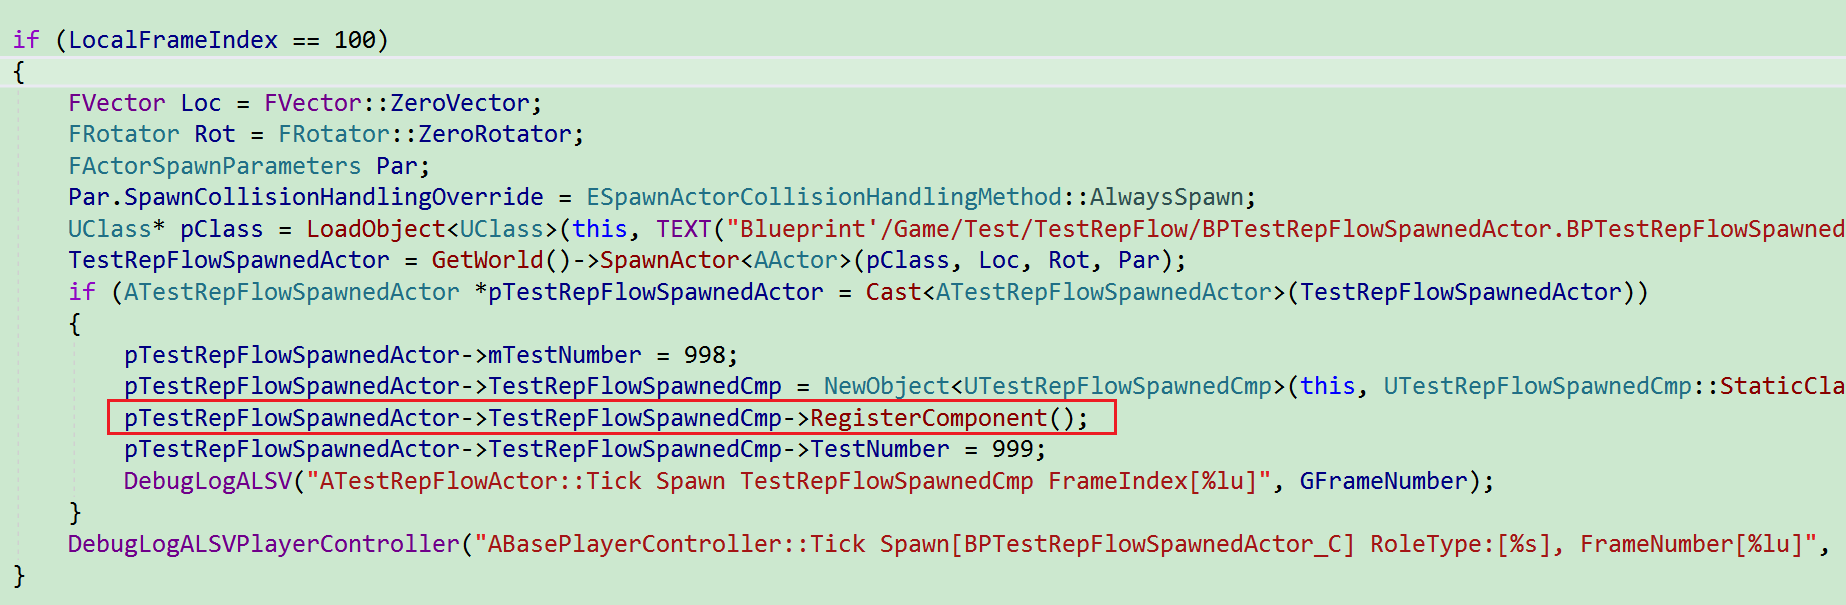 if (LocalFrameIndex == 100)
{
FVector Loc = FVector::ZeroVector;
FRotator Rot = FRotator::ZeroRotator;
FActorSpawnParameters Par;
Par.SpawnCollisionHandlingOverride = ESpawnActorCollisionHandlingMethod::AlwaysSpawn;
UClass* pClass = LoadObject<UClass>(this, TEXT("Blueprint'/Game/Test/TestRepFlow/BPTestRepFlowSpawnedActor.BPTestRepFlowSpawned
TestRepFlowSpawnedActor = GetWorld()->SpawnActor<AActor>(pClass, Loc, Rot, Par);
if (ATestRepFlowSpawnedActor *pTestRepFlowSpawnedActor = Cast<ATestRepFlowSpawnedActor>(TestRepFlowSpawnedActor))
{
pTestRepFlowSpawnedActor->mTestNumber = 998;
pTestRepFlowSpawnedActor->TestRepFlowSpawnedCmp = NewObject<UTestRepFlowSpawnedCmp>(this, UTestRepFlowSpawnedCmp::StaticCla
pTestRepFlowSpawnedActor->TestRepFlowSpawnedCmp->RegisterComponent();
pTestRepFlowSpawnedActor->TestRepFlowSpawnedCmp->TestNumber = 999;
DebugLogALSV("ATestRepFlowActor::Tick Spawn TestRepFlowSpawnedCmp FrameIndex[%lu]", GFrameNumber);
}
DebugLogALSVPlayerController("ABasePlayerController::Tick Spawn[BPTestRepFlowSpawnedActor_C] RoleType:[%s], FrameNumber[%lu]",
}